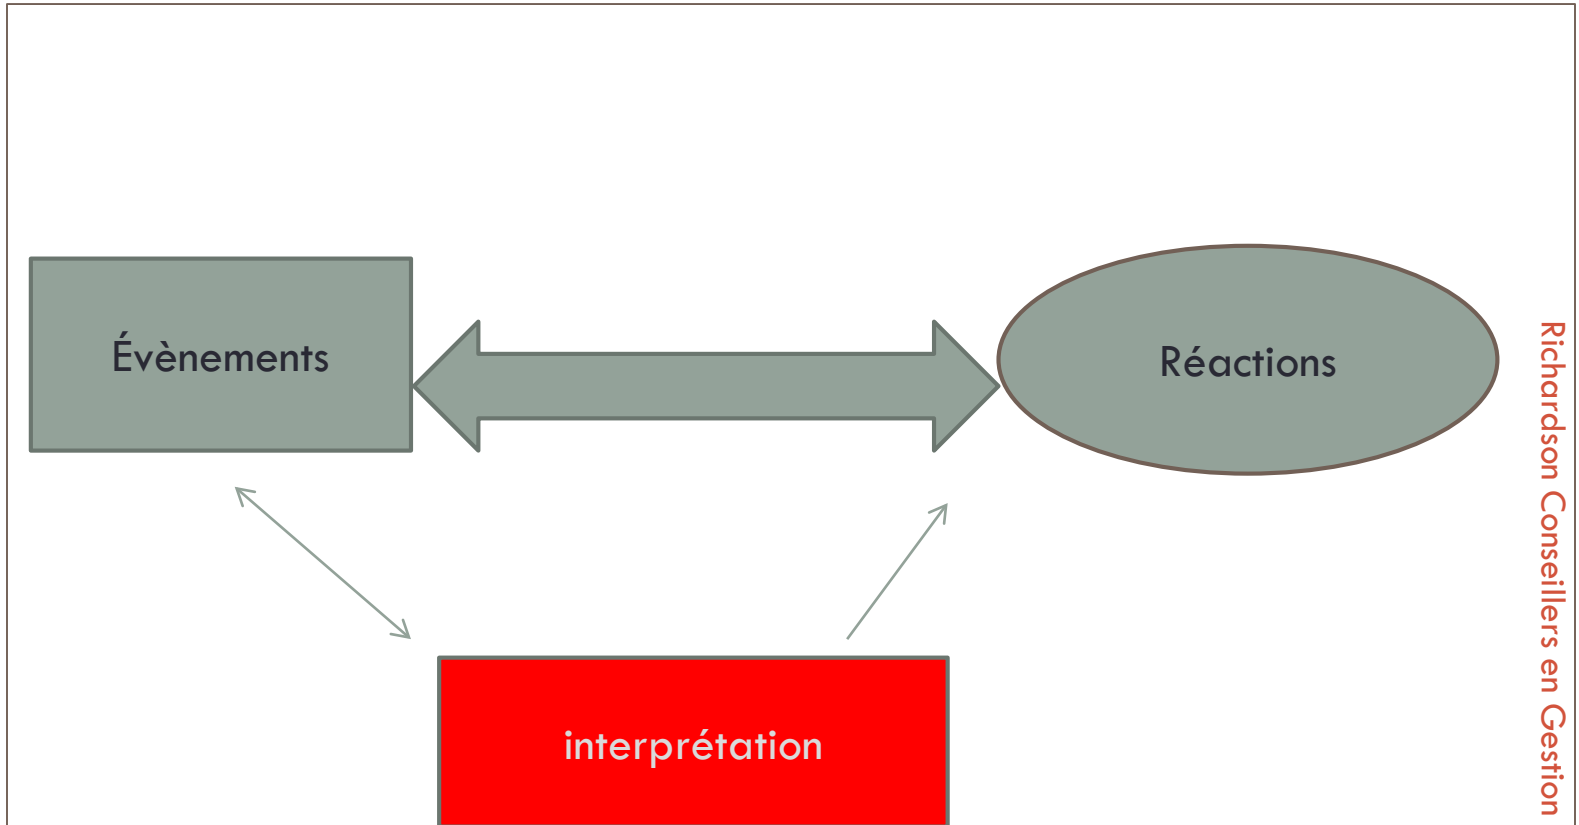 Évènements
Réactions
interprétation
Richardson Conseillers en Gestion